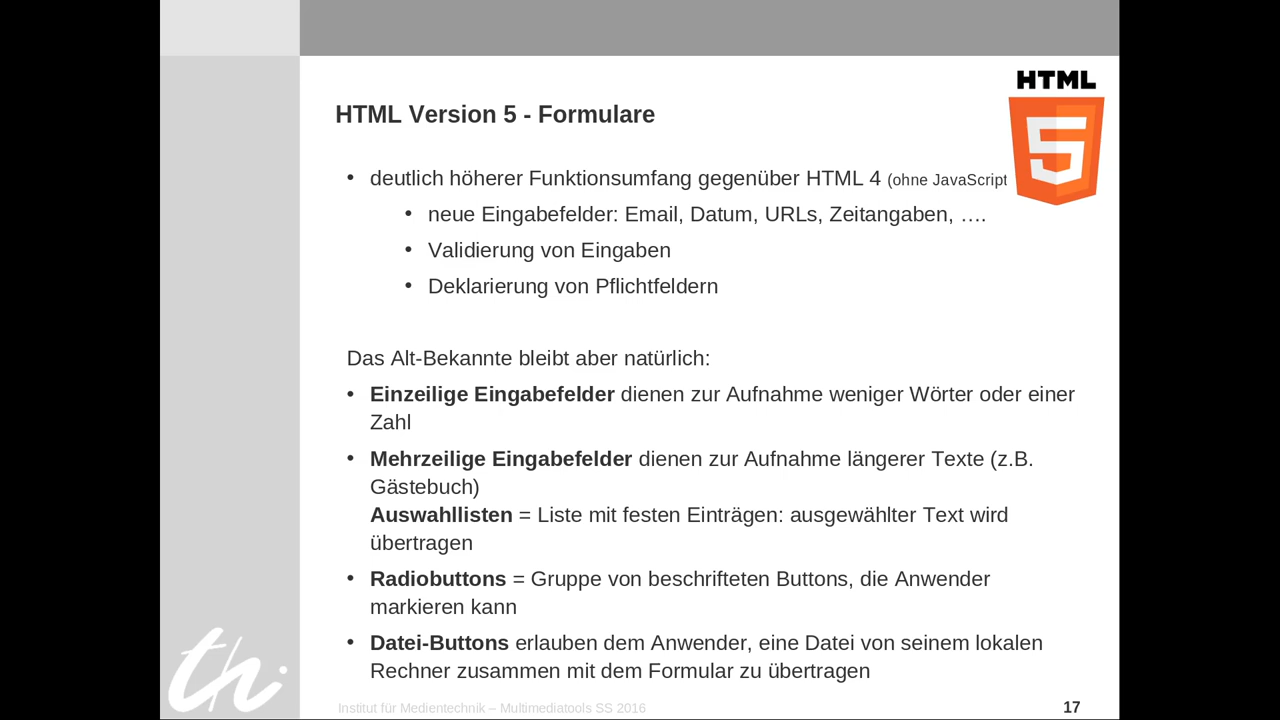 HTML
5
HTML Version 5 - Formulare
• deutlich höherer Funktionsumfang gegenüber HTML 4 (ohne JavaScript
• neue Eingabefelder: Email, Datum, URLs, Zeitangaben, ….
• Validierung von Eingaben
• Deklarierung von Pflichtfeldern
Das Alt-Bekannte bleibt aber natürlich:
• Einzeilige Eingabefelder dienen zur Aufnahme weniger Wörter oder einer
Zahl
• Mehrzeilige Eingabefelder dienen zur Aufnahme längerer Texte (z.B.
Gästebuch)
Auswahllisten = Liste mit festen Einträgen: ausgewählter Text wird
übertragen
• Radiobuttons = Gruppe von beschrifteten Buttons, die Anwender
markieren kann
• Datei-Buttons erlauben dem Anwender, eine Datei von seinem lokalen
Rechner zusammen mit dem Formular zu übertragen
th
Institut für Medientechnik – Multimediatools SS 2016
17